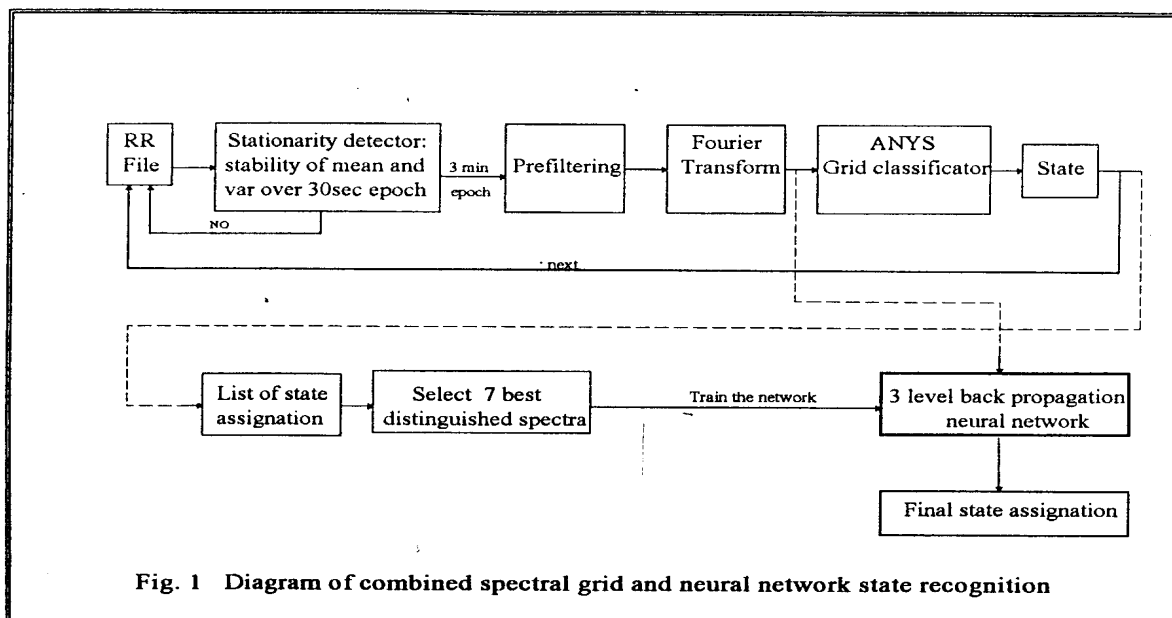 RR
File
Stationarity detector:
stability of mean and
var over 30sec epoch
3 min
epoch
Prefiltering
Fourier
Transform
ANYS
Grid classificator
State
NO
next
List of state
assignation
Select 7 best
distinguished spectra
Train the network
3 level back propagation
neural network
Final state assignation
Fig. 1 Diagram of combined spectral grid and neural network state recognition